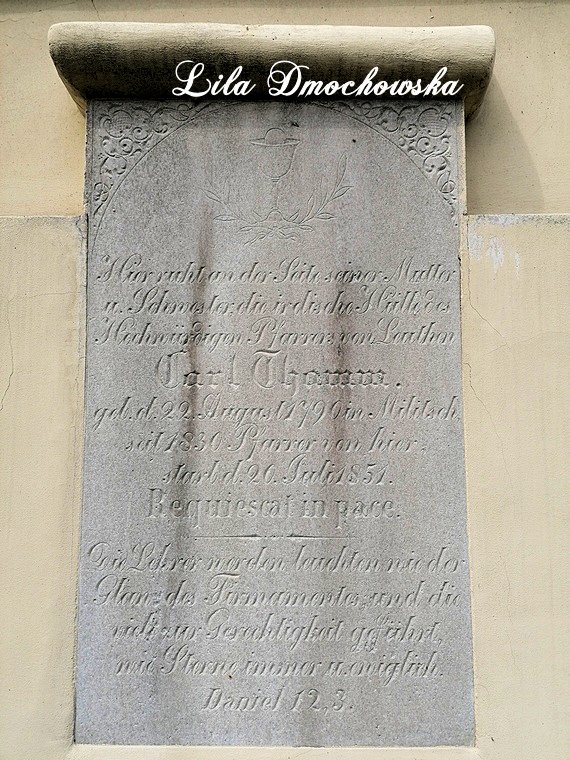 Lila Dmochowska
Hier ruht an der Seite seiner Mutter
u. Schwester, die irdische Hülle des
Hochwürdigen Pfarrers von Leuthen
Carl Thamm.
geb. d. 22. August 1790 in Militsch,
seit 1830 Pfarrer von hier,
starb d. 20. Juli 1851.
Requiescat in pace.
Die Lehrer werden leuchten wie der
Glanz des Firmamentes, und die
viele zur Gerechtigkeit geführt,
wie Sterne immer u. ewiglich.
Daniel 12,3.